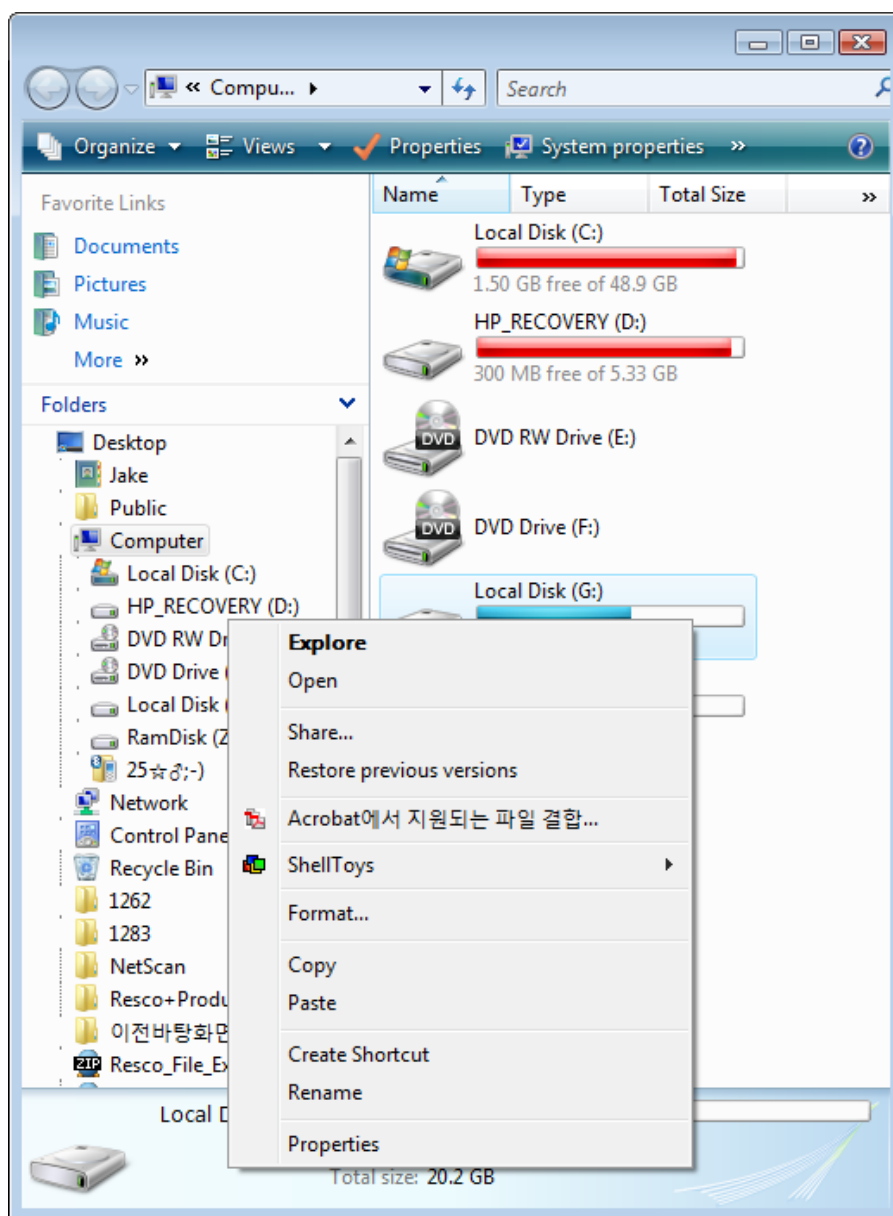 « Compu...
Search
Organize
Views
Properties
System properties
»
Favorite Links
Documents
Pictures
Music
More »
Folders
Desktop
Jake
Public
Computer
Local Disk (C:)
HP_RECOVERY (D:)
DVD RW Dr
DVD Drive
Local Disk
RamDisk (Z
25☆♂;-)
Network
Control Pane
Recycle Bin
1262
1283
NetScan
Resco+Produ
이전바탕화면
Resco_File_Ex
Name Type Total Size »
Local Disk (C:)
1.50 GB free of 48.9 GB
HP_RECOVERY (D:)
300 MB free of 5.33 GB
DVD RW Drive (E:)
DVD
DVD Drive (F:)
DVD
Local Disk (G:)
Explore
Open
Share...
Restore previous versions
Acrobat에서 지원되는 파일 결합...
ShellToys
Format...
Copy
Paste
Create Shortcut
Rename
Properties
Local D
Total size: 20.2 GB